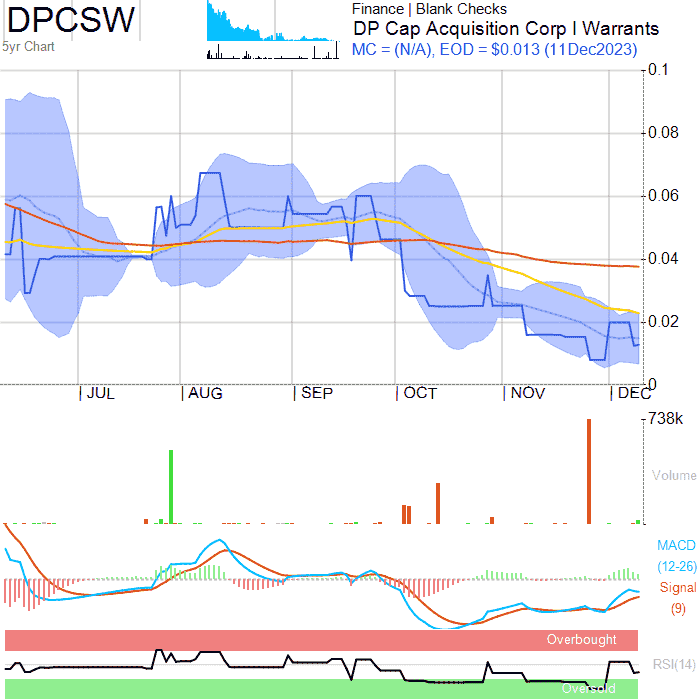 DPCSW
5yr Chart
Finance | Blank Checks
DP Cap Acquisition Corp I Warrants
MC = (N/A), EOD = $0.013 (11Dec2023)
0.1
0.08
0.06
0.04
0.02
0
JUL
AUG
SEP
OCT
NOV
DEC
738k
Volume
MACD
(12-26)
Signal
(9)
Overbought
RSI(14)
Oversold